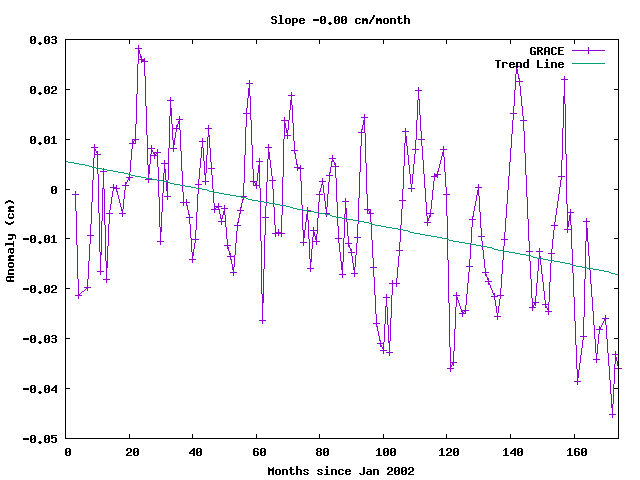 Slope -0.00 cm/month
GRACE
Trend Line
0.03
0.02
0.01
0
-0.01
-0.02
-0.03
-0.04
-0.05
Anomaly (cm)
0 20 40 60 80 100 120 140 160
Months since Jan 2002